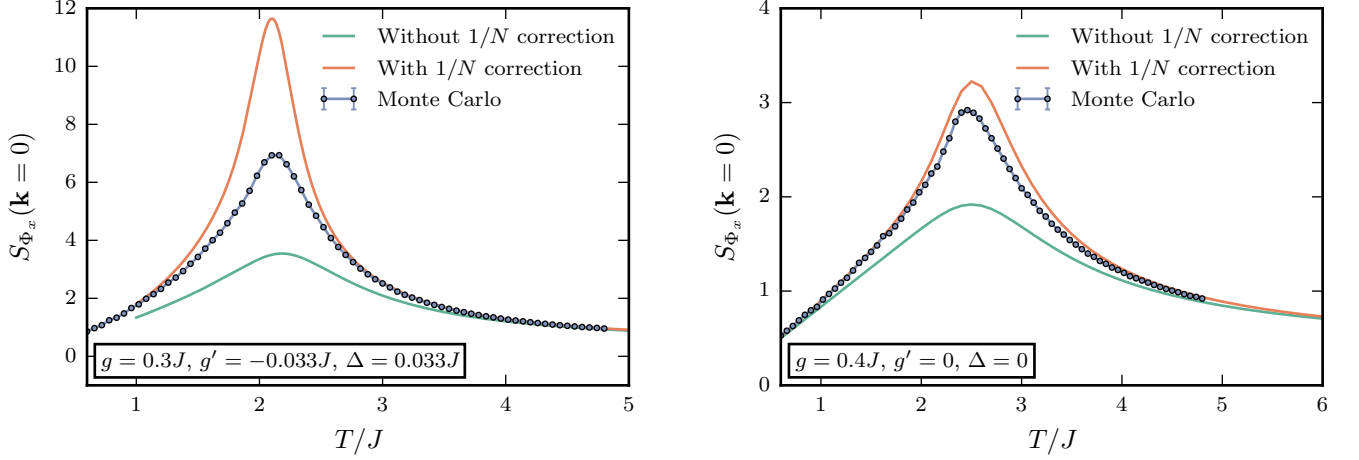 12
10
8
6
4
2
0
S_{Φ_x}(k = 0)
Without 1/N correction
With 1/N correction
Monte Carlo
g = 0.3J, g′ = −0.033J, Δ = 0.033J
1 2 3 4 5
T/J
4
3
2
1
0
S_{Φ_x}(k = 0)
Without 1/N correction
With 1/N correction
Monte Carlo
g = 0.4J, g′ = 0, Δ = 0
1 2 3 4 5 6
T/J